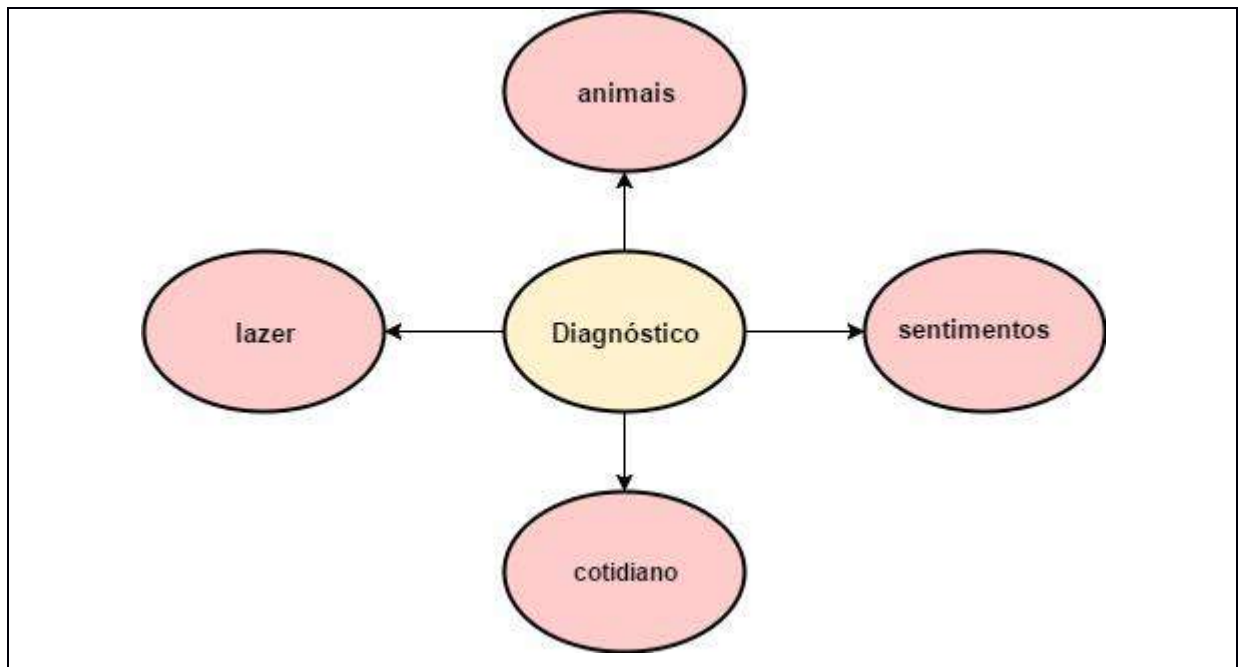 animais
lazer
Diagnóstico
sentimentos
cotidiano